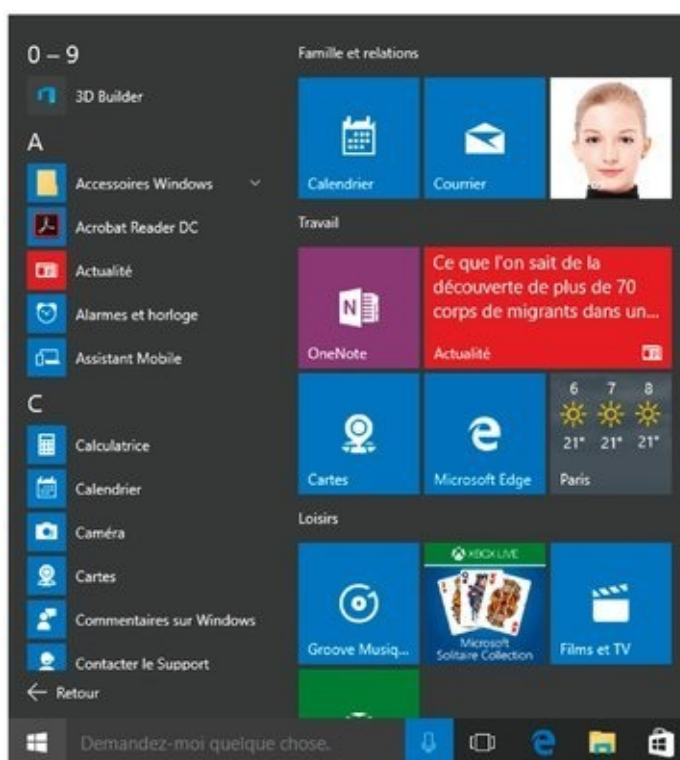 0 – 9
3D Builder
A
Accessoires Windows
Acrobat Reader DC
Actualité
Alarmes et horloge
Assistant Mobile
C
Calculatrice
Calendrier
Caméra
Cartes
Commentaires sur Windows
Contacter le Support
Retour
Famille et relations
Calendrier
Courrier
Travail
OneNote
Ce que l'on sait de la
découverte de plus de 70
corps de migrants dans un...
Actualité
Cartes
Microsoft Edge
6 7 8
21° 21° 21°
Paris
Loisirs
Groove Musiq...
XBOX LIVE
Microsoft
Solitaire Collection
Films et TV
Demandez-moi quelque chose.